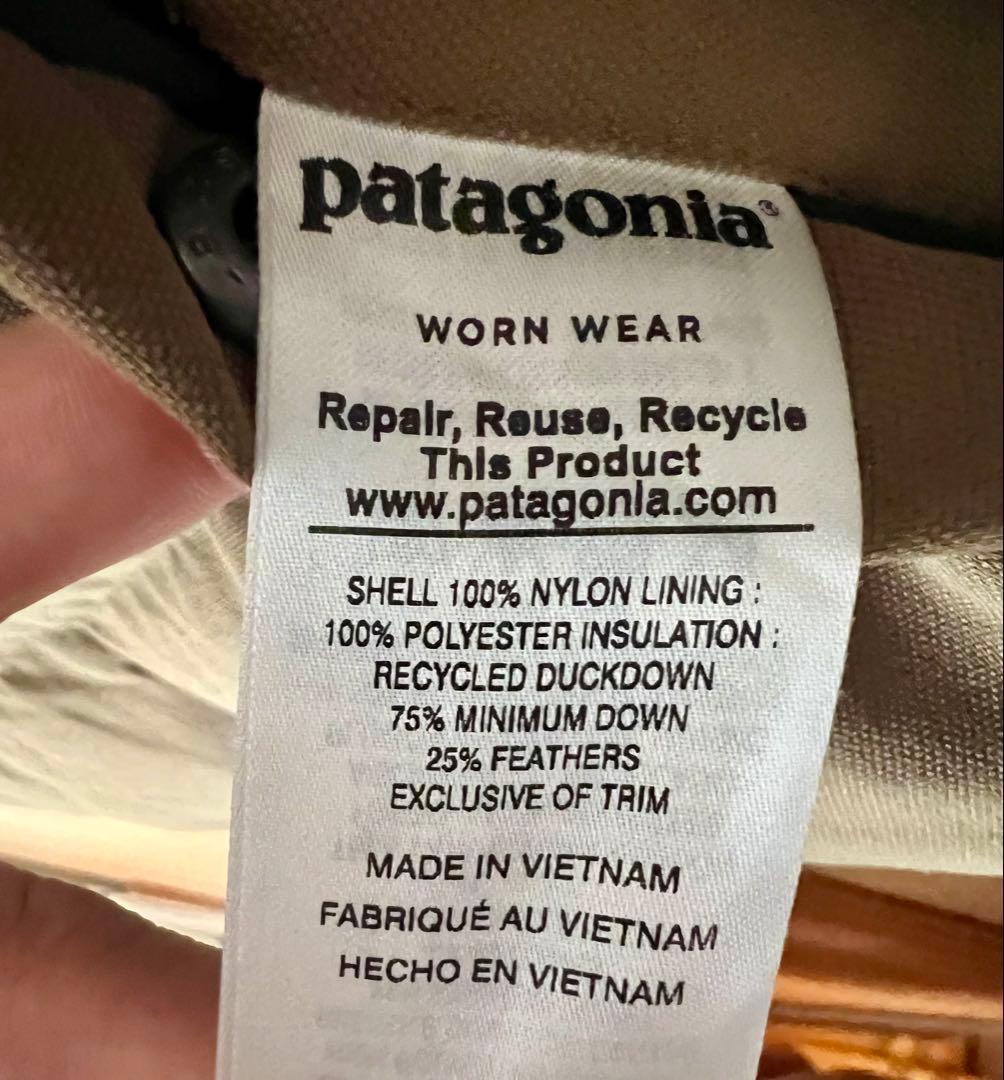 patagonia®
WORN WEAR
Repair, Reuse, Recycle
This Product
www.patagonia.com
SHELL 100% NYLON LINING :
100% POLYESTER INSULATION :
RECYCLED DUCKDOWN
75% MINIMUM DOWN
25% FEATHERS
EXCLUSIVE OF TRIM
MADE IN VIETNAM
FABRIQUÉ AU VIETNAM
HECHO EN VIETNAM